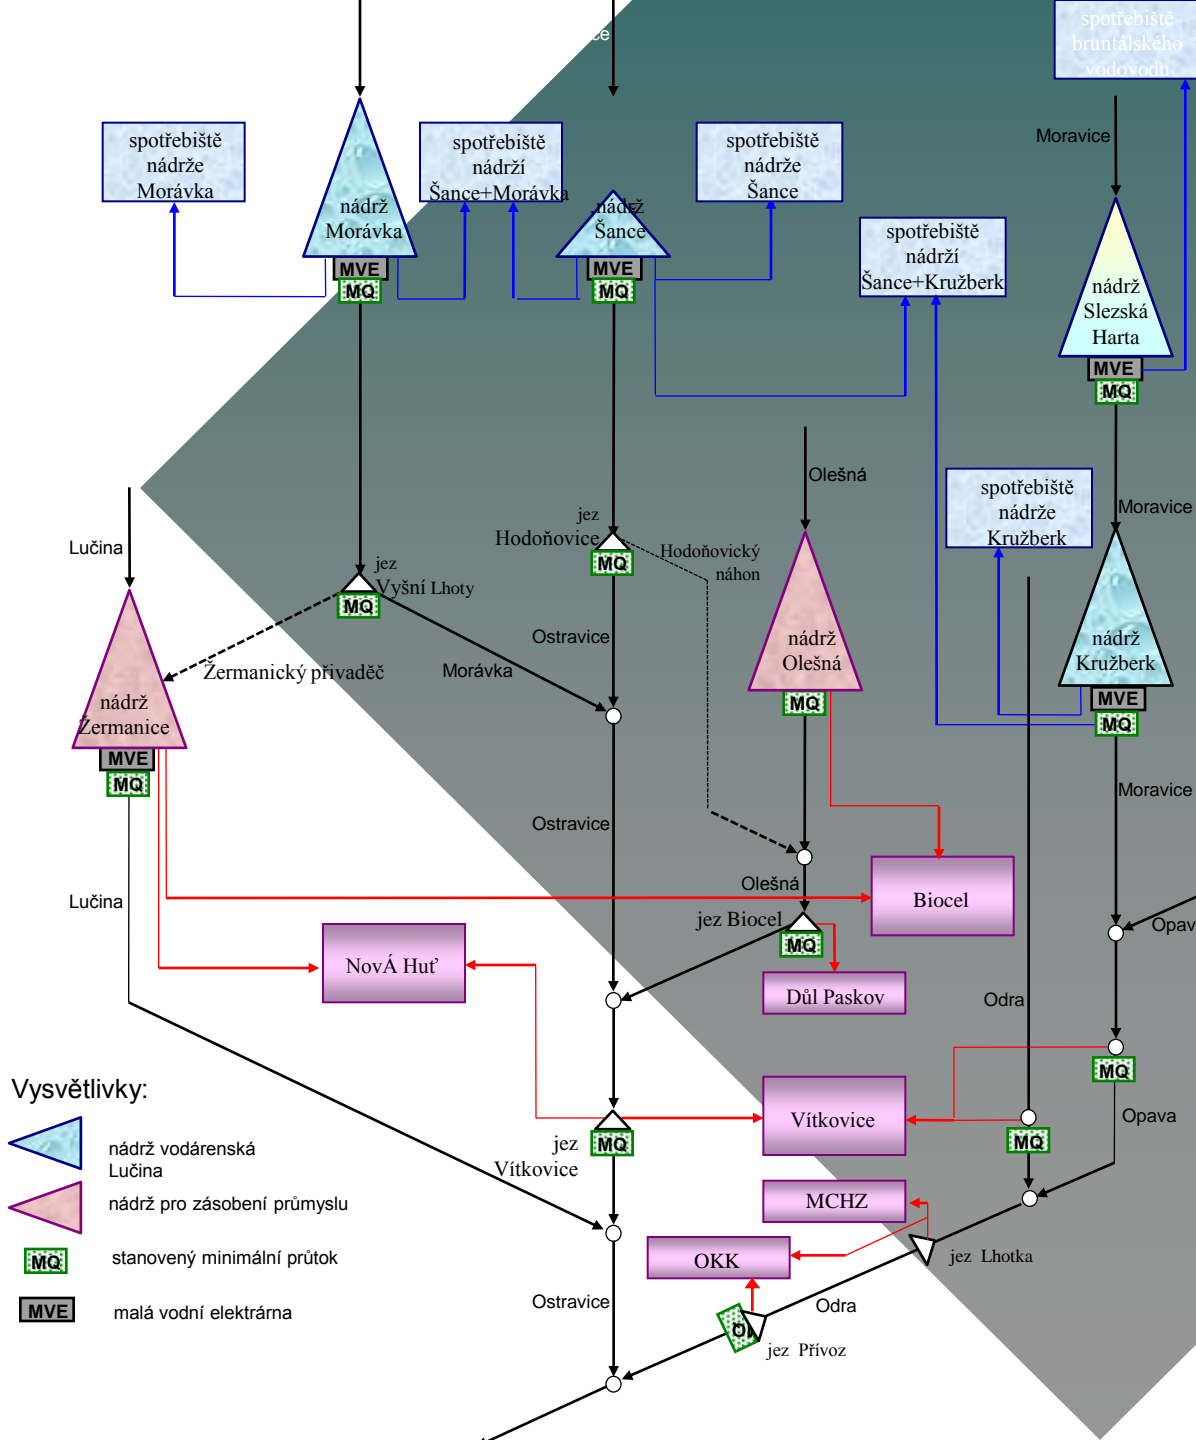 spotřebiště
bruntálského
vodovodu
ce
spotřebiště
nádrže
Morávka
spotřebiště
nádrží
Šance+Morávka
spotřebiště
nádrže
Šance
Moravice
nádrž
Morávka
nádrž
Šance
spotřebiště
nádrží
Šance+Kružberk
MVE
MQ
MVE
MQ
nádrž
Slezská
Harta
MVE
MQ
Olešná
spotřebiště
nádrže
Kružberk
Moravice
Lučina
jez
Hodoňovice
MQ
Hodoňovický
náhon
jez
Vyšní Lhoty
MQ
Ostravice
nádrž
Olešná
nádrž
Kružberk
Žermanický přivaděč
Morávka
nádrž
Žermanice
MVE
MQ
MQ
MVE
MQ
Moravice
Ostravice
Lučina
Olešná
Biocel
jez Biocel
MQ
Opav
NovÁ Huť
Důl Paskov
Odra
MQ
Vysvětlivky:
Vítkovice
Opava
jez
Vítkovice
MQ
MQ
nádrž vodárenská
Lučina
nádrž pro zásobení průmyslu
MCHZ
MQ
stanovený minimální průtok
OKK
jez Lhotka
MVE
malá vodní elektrárna
Ostravice
Odra
jez Přívoz